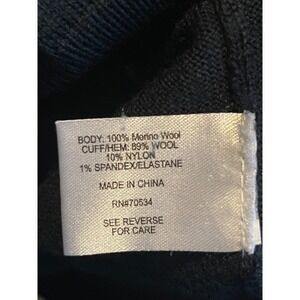 BODY: 100% Merino Wool
CUFF/HEM: 89% WOOL
10% NYLON
1% SPANDEX/ELASTANE
MADE IN CHINA
RN#70534
SEE REVERSE
FOR CARE